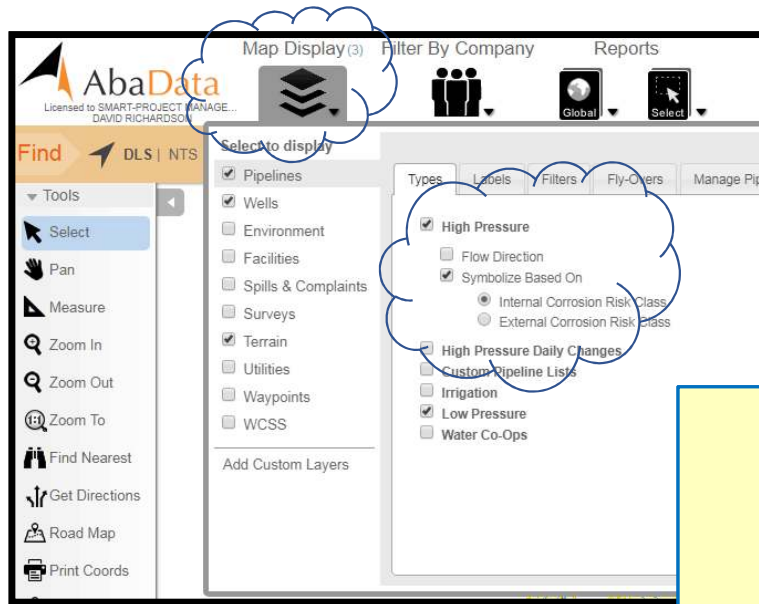 Map Display (3) Filter By Company Reports
AbaData
Licensed to SMART-PROJECT MANAGE...
DAVID RICHARDSON
Global
Select
Find DLS | NTS
Tools
Select
Pan
Measure
Zoom In
Zoom Out
Zoom To
Find Nearest
Get Directions
Road Map
Print Coords
Select to display
Pipelines
Wells
Environment
Facilities
Spills & Complaints
Surveys
Terrain
Utilities
Waypoints
WCSS
Add Custom Layers
Types Labels Filters Fly-Overs Manage Pip
High Pressure
Flow Direction
Symbolize Based On
Internal Corrosion Risk Class
External Corrosion Risk Class
High Pressure Daily Changes
Custom Pipeline Lists
Irrigation
Low Pressure
Water Co-Ops